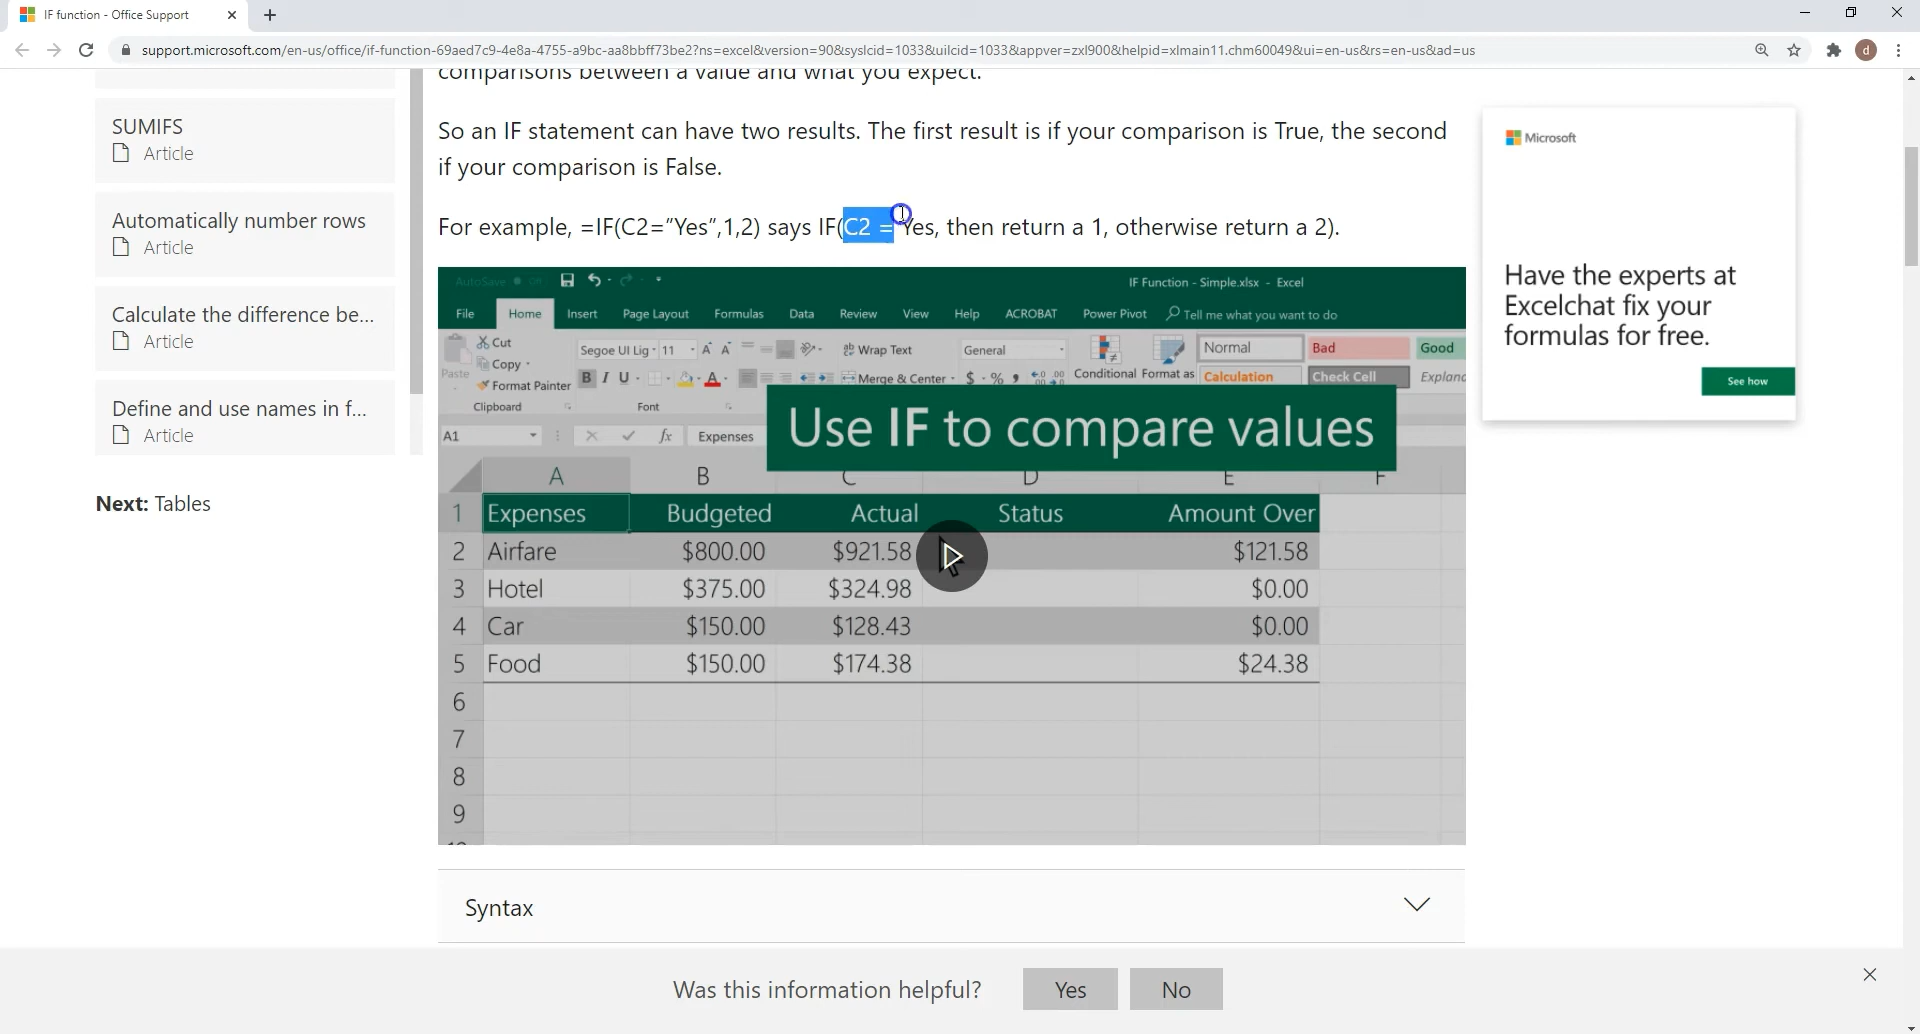 IF function - Office Support
support.microsoft.com/en-us/office/if-function-69aed7c9-4e8a-4755-a9bc-aa8bbff73be2?ns=excel&version=90&syslcid=1033&uilcid=1033&appver=zxl900&helpid=xlmain11.chm60049&ui=en-us&rs=en-us&ad=us
d
comparisons between a value and what you expect.
SUMIFS
Article
Automatically number rows
Article
Calculate the difference be...
Article
Define and use names in f...
Article
Next: Tables
So an IF statement can have two results. The first result is if your comparison is True, the second
if your comparison is False.
For example, =IF(C2=”Yes”,1,2) says IF(C2 = Yes, then return a 1, otherwise return a 2).
AutoSave
IF Function - Simple.xlsx - Excel
File Home Insert Page Layout Formulas Data Review View Help ACROBAT Power Pivot Tell me what you want to do
Paste
Cut
Copy
Format Painter
Clipboard
Segoe UI Lig 11
B I U
Font
Wrap Text
Merge & Center
General
$ % ,
Conditional Format as
Normal Bad Good
Calculation Check Cell Explana
Use IF to compare values
A1 fx Expenses
A B C D E F
1 Expenses Budgeted Actual Status Amount Over
2 Airfare $800.00 $921.58 $121.58
3 Hotel $375.00 $324.98 $0.00
4 Car $150.00 $128.43 $0.00
5 Food $150.00 $174.38 $24.38
6
7
8
9
10
Syntax
Microsoft
Have the experts at
Excelchat fix your
formulas for free.
See how
Was this information helpful? Yes No